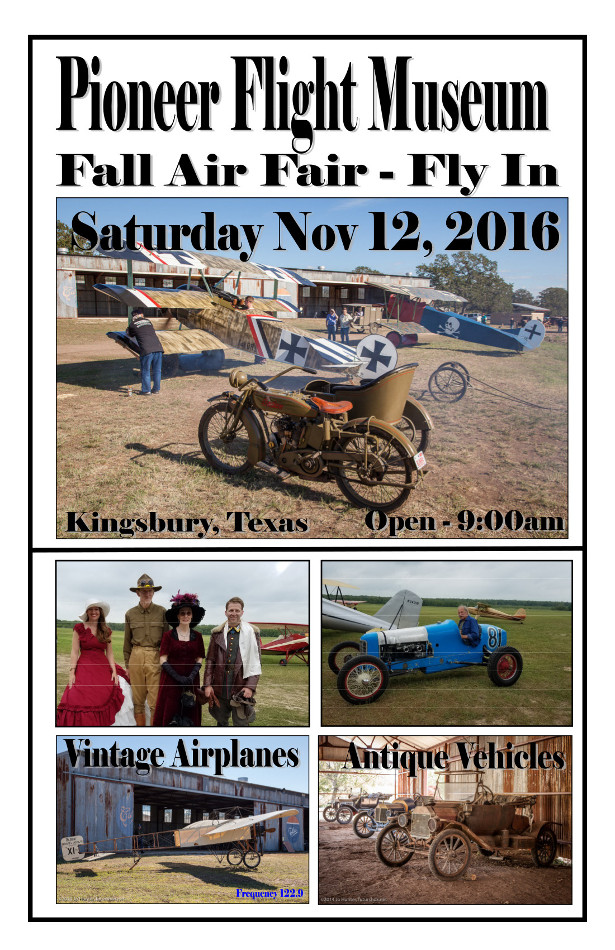 Pioneer Flight Museum
Fall Air Fair - Fly In
Saturday Nov 12, 2016
Kingsbury, Texas
Open - 9:00am
81
Vintage Airplanes
Antique Vehicles
XI
Frequency 122.9